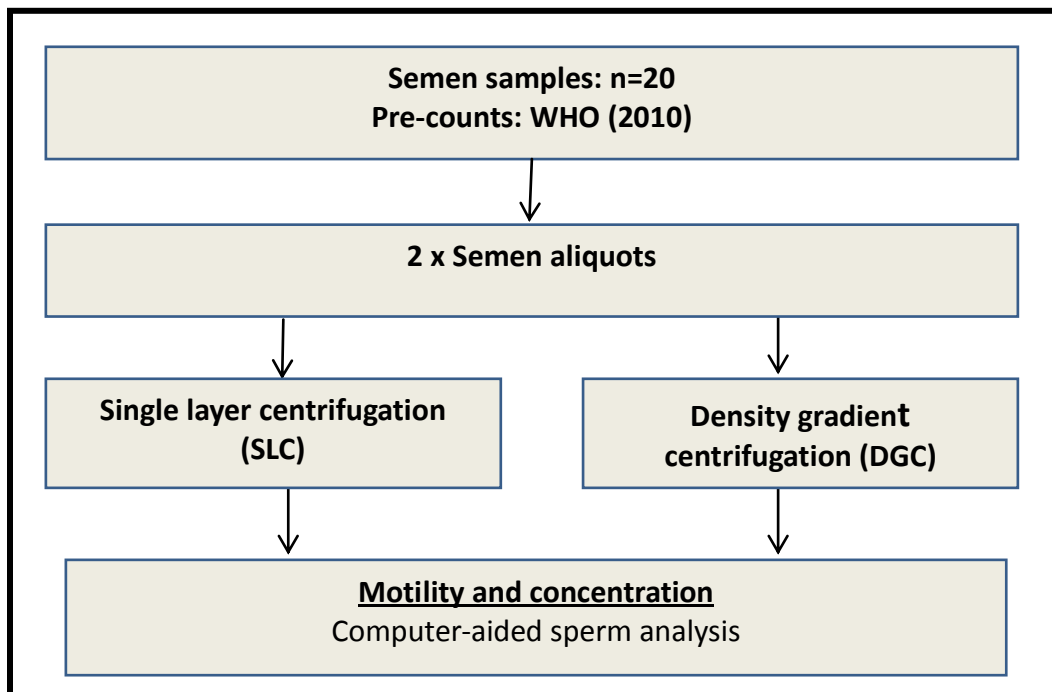 Semen samples: n=20
Pre-counts: WHO (2010)
2 x Semen aliquots
Single layer centrifugation
(SLC)
Density gradient
centrifugation (DGC)
Motility and concentration
Computer-aided sperm analysis